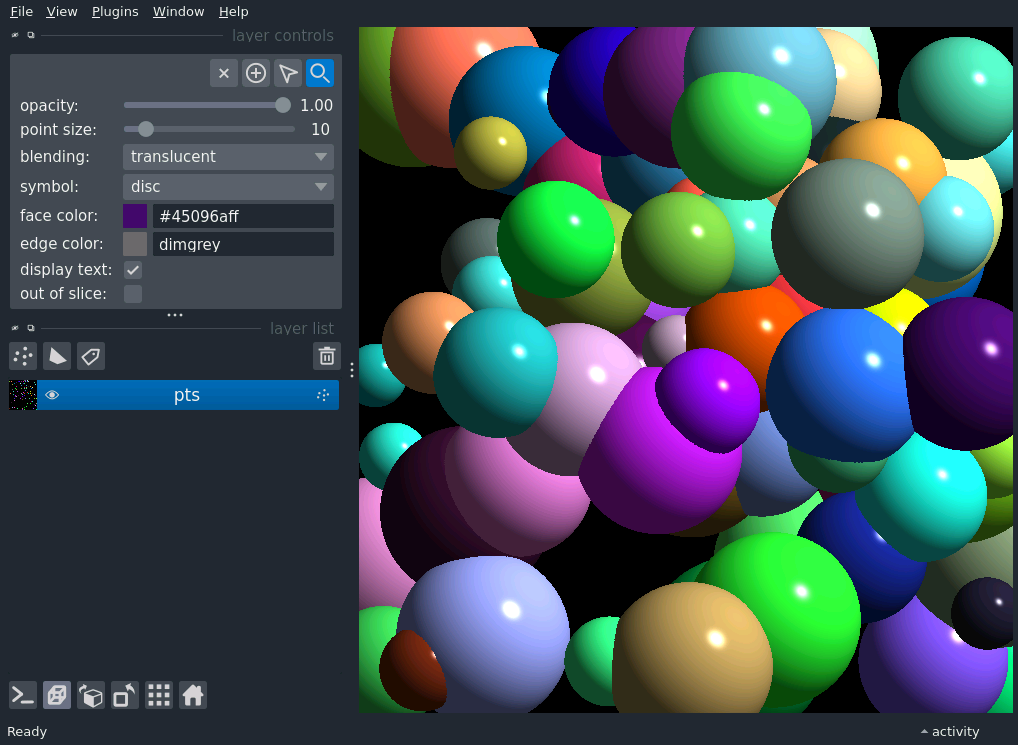 File View Plugins Window Help
layer controls
opacity: 1.00
point size: 10
blending: translucent
symbol: disc
face color: #45096aff
edge color: dimgrey
display text:
out of slice:
layer list
pts
Ready
activity